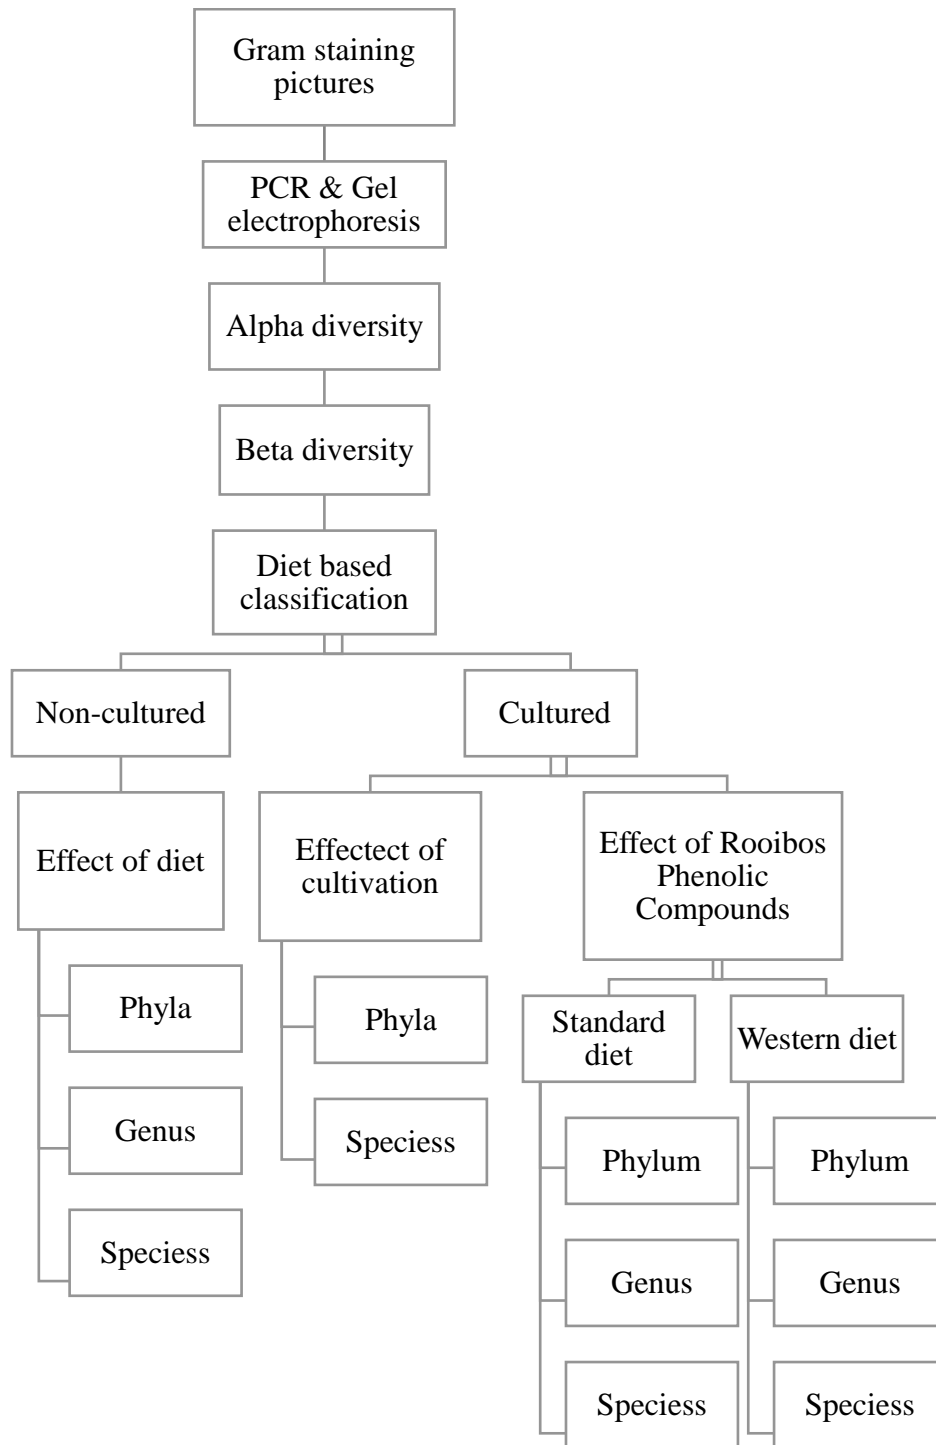 Gram staining
pictures
PCR & Gel
electrophoresis
Alpha diversity
Beta diversity
Diet based
classification
Non-cultured
Cultured
Effect of diet
Effectect of
cultivation
Effect of Rooibos
Phenolic
Compounds
Phyla
Genus
Speciess
Phyla
Speciess
Standard
diet
Western diet
Phylum
Genus
Speciess
Phylum
Genus
Speciess